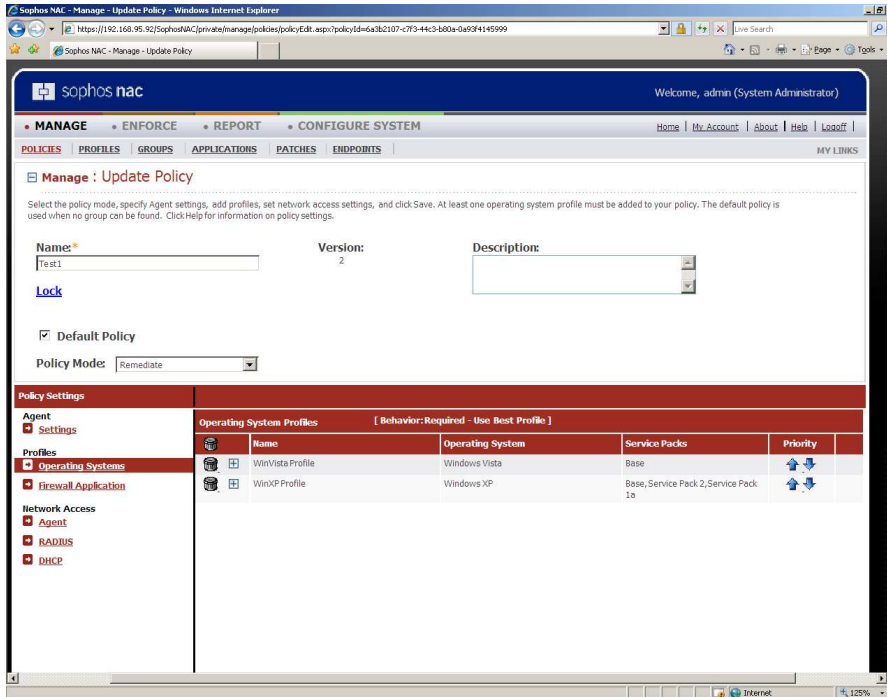 Sophos NAC - Manage - Update Policy - Windows Internet Explorer
https://192.168.95.92/SophosNAC/private/manage/policies/policyEdit.aspx?policyId=6a3b2107-c7f3-44c3-b80a-0a93f4145999
Live Search
Sophos NAC - Manage - Update Policy
Page
Tools
sophos nac
Welcome, admin (System Administrator)
• MANAGE • ENFORCE • REPORT • CONFIGURE SYSTEM
Home | My Account | About | Help | Logoff |
POLICIES | PROFILES | GROUPS | APPLICATIONS | PATCHES | ENDPOINTS |
MY LINKS
Manage : Update Policy
Select the policy mode, specify Agent settings, add profiles, set network access settings, and click Save. At least one operating system profile must be added to your policy. The default policy is
used when no group can be found. Click Help for information on policy settings.
Name:* Version: Description:
Test1 2
Lock
Default Policy
Policy Mode: Remediate
Policy Settings
Agent
Settings
Profiles
Operating Systems
Firewall Application
Network Access
Agent
RADIUS
DHCP
Operating System Profiles [ Behavior:Required - Use Best Profile ]
Name Operating System Service Packs Priority
WinVista Profile Windows Vista Base
WinXP Profile Windows XP Base,Service Pack 2,Service Pack
1a
Internet 125%